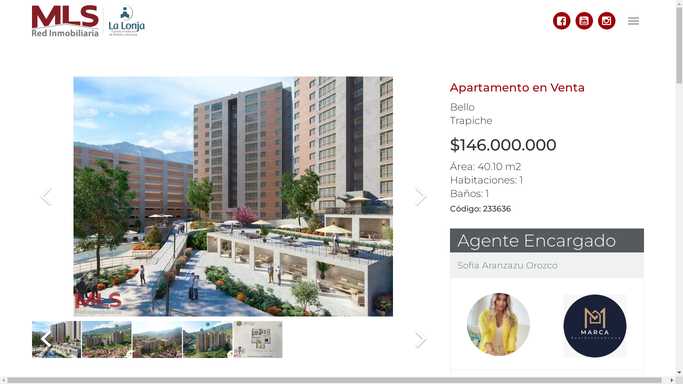 MLS
Red Inmobiliaria
La Lonja
Apartamento en Venta
Bello
Trapiche
$146.000.000
Área: 40.10 m2
Habitaciones: 1
Baños: 1
Código: 233636
MLS
Agente Encargado
Sofia Aranzazu Orozco
MARCA